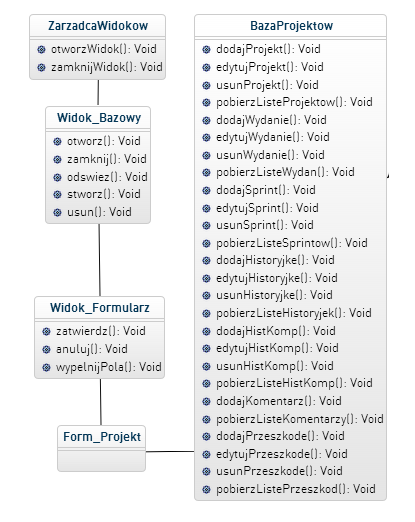 ZarzadcaWidokow
otworzWidok(): Void
zamknijWidok(): Void
Widok_Bazowy
otworz(): Void
zamknij(): Void
odswiez(): Void
stworz(): Void
usun(): Void
Widok_Formularz
zatwierdz(): Void
anuluj(): Void
wypelnijPola(): Void
Form_Projekt
BazaProjektow
dodajProjekt(): Void
edytujProjekt(): Void
usunProjekt(): Void
pobierzListeProjektow(): Void
dodajWydanie(): Void
edytujWydanie(): Void
usunWydanie(): Void
pobierzListeWydan(): Void
dodajSprint(): Void
edytujSprint(): Void
usunSprint(): Void
pobierzListeSprintow(): Void
dodajHistoryjke(): Void
edytujHistoryjke(): Void
usunHistoryjke(): Void
pobierzListeHistoryjek(): Void
dodajHistKomp(): Void
edytujHistKomp(): Void
usunHistKomp(): Void
pobierzListeHistKomp(): Void
dodajKomentarz(): Void
pobierzListeKomentarzy(): Void
dodajPrzeszkode(): Void
edytujPrzeszkode(): Void
usunPrzeszkode(): Void
pobierzListePrzeszkod(): Void